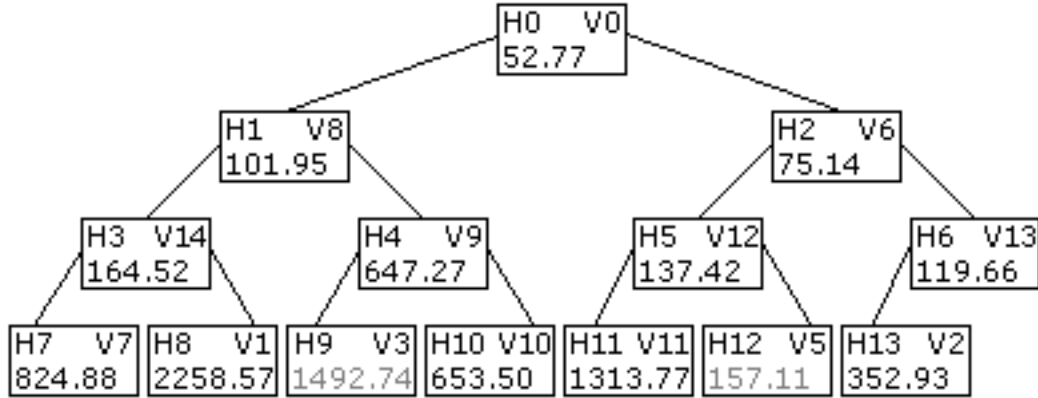 H0 V0
52.77
H1 V8
101.95
H2 V6
75.14
H3 V14
164.52
H4 V9
647.27
H5 V12
137.42
H6 V13
119.66
H7 V7
824.88
H8 V1
2258.57
H9 V3
1492.74
H10 V10
653.50
H11 V11
1313.77
H12 V5
157.11
H13 V2
352.93